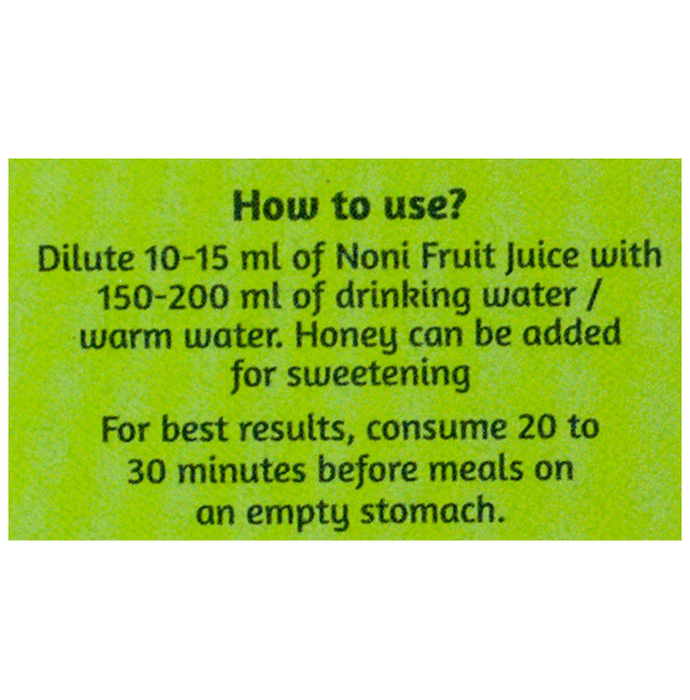 How to use?
Dilute 10-15 ml of Noni Fruit Juice with
150-200 ml of drinking water /
warm water. Honey can be added
for sweetening
For best results, consume 20 to
30 minutes before meals on
an empty stomach.